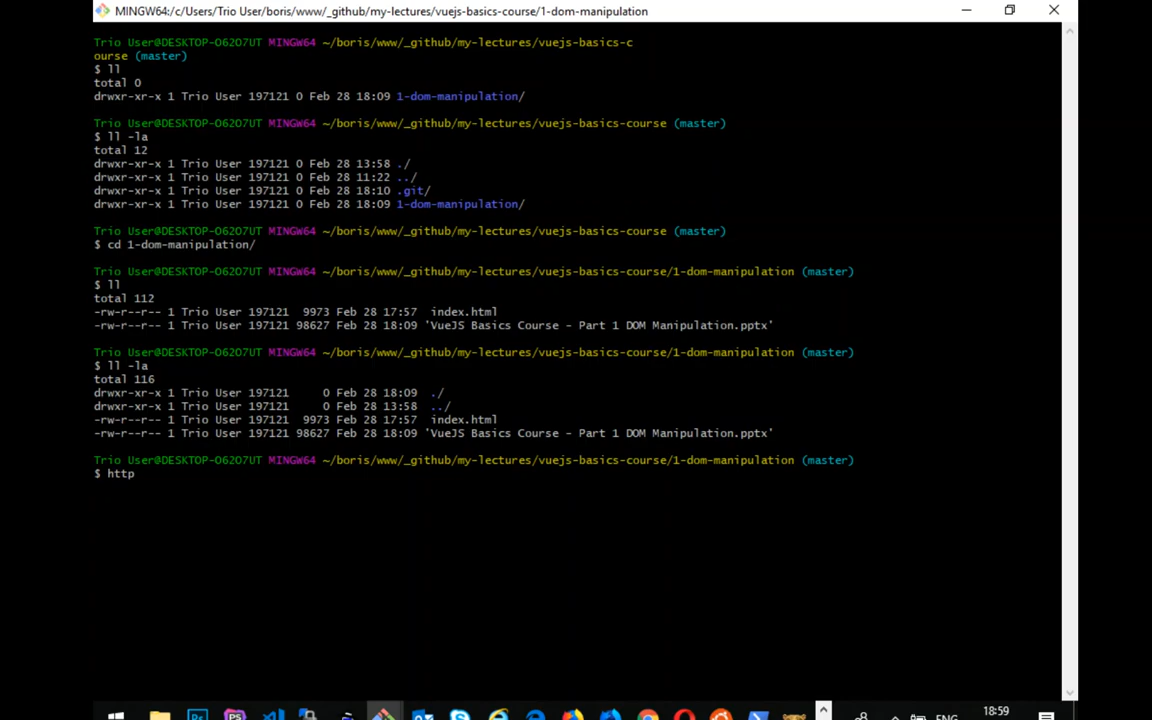 MINGW64:/c/Users/Trio User/boris/www/_github/my-lectures/vuejs-basics-course/1-dom-manipulation
Trio User@DESKTOP-O62O7UT MINGW64 ~/boris/www/_github/my-lectures/vuejs-basics-c
ourse (master)
$ ll
total 0
drwxr-xr-x 1 Trio User 197121 0 Feb 28 18:09 1-dom-manipulation/
Trio User@DESKTOP-O62O7UT MINGW64 ~/boris/www/_github/my-lectures/vuejs-basics-course (master)
$ ll -la
total 12
drwxr-xr-x 1 Trio User 197121 0 Feb 28 13:58 ./
drwxr-xr-x 1 Trio User 197121 0 Feb 28 11:22 ../
drwxr-xr-x 1 Trio User 197121 0 Feb 28 18:10 .git/
drwxr-xr-x 1 Trio User 197121 0 Feb 28 18:09 1-dom-manipulation/
Trio User@DESKTOP-O62O7UT MINGW64 ~/boris/www/_github/my-lectures/vuejs-basics-course (master)
$ cd 1-dom-manipulation/
Trio User@DESKTOP-O62O7UT MINGW64 ~/boris/www/_github/my-lectures/vuejs-basics-course/1-dom-manipulation (master)
$ ll
total 112
-rw-r--r-- 1 Trio User 197121  9973 Feb 28 17:57  index.html
-rw-r--r-- 1 Trio User 197121 98627 Feb 28 18:09 'VueJS Basics Course - Part 1 DOM Manipulation.pptx'
Trio User@DESKTOP-O62O7UT MINGW64 ~/boris/www/_github/my-lectures/vuejs-basics-course/1-dom-manipulation (master)
$ ll -la
total 116
drwxr-xr-x 1 Trio User 197121     0 Feb 28 18:09  ./
drwxr-xr-x 1 Trio User 197121     0 Feb 28 13:58  ../
-rw-r--r-- 1 Trio User 197121  9973 Feb 28 17:57  index.html
-rw-r--r-- 1 Trio User 197121 98627 Feb 28 18:09 'VueJS Basics Course - Part 1 DOM Manipulation.pptx'
Trio User@DESKTOP-O62O7UT MINGW64 ~/boris/www/_github/my-lectures/vuejs-basics-course/1-dom-manipulation (master)
$ http
Ps PS ENG 18:59